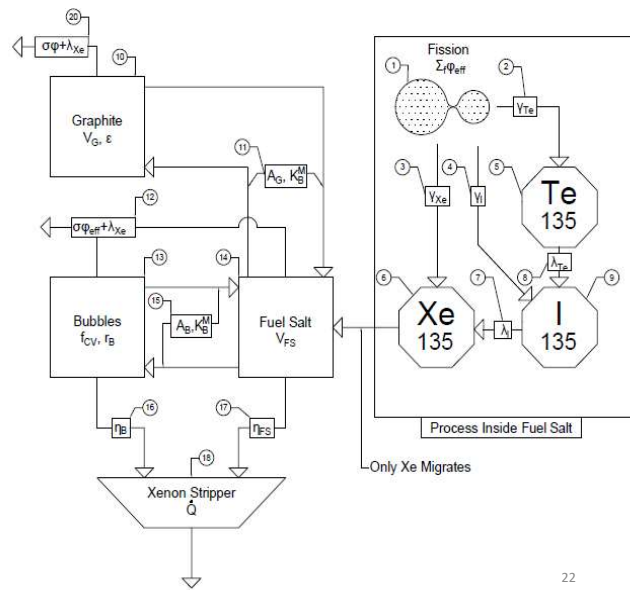 20
σφ+λXe
10
Graphite
VG, ε
11
AG, KBM
12
σφeff+λXe
13
14
Bubbles
fCV, rB
15
AB,KBM
Fuel Salt
VFS
16
ηB
17
ηFS
18
Xenon Stripper
Q̇
Fission
Σfφeff
1
2
γTe
3
γXe
4
γI
5
Te
135
8
λTe
6
Xe
135
7
λI
9
I
135
Process Inside Fuel Salt
Only Xe Migrates
22